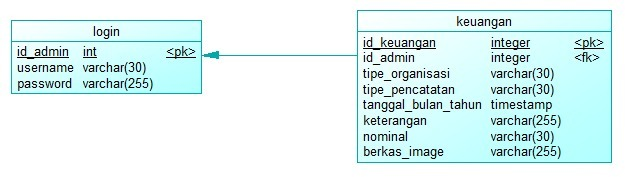 login
id_admin int <pk>
username varchar(30)
password varchar(255)
keuangan
id_keuangan integer <pk>
id_admin integer <fk>
tipe_organisasi varchar(30)
tipe_pencatatan varchar(30)
tanggal_bulan_tahun timestamp
keterangan varchar(255)
nominal varchar(30)
berkas_image varchar(255)